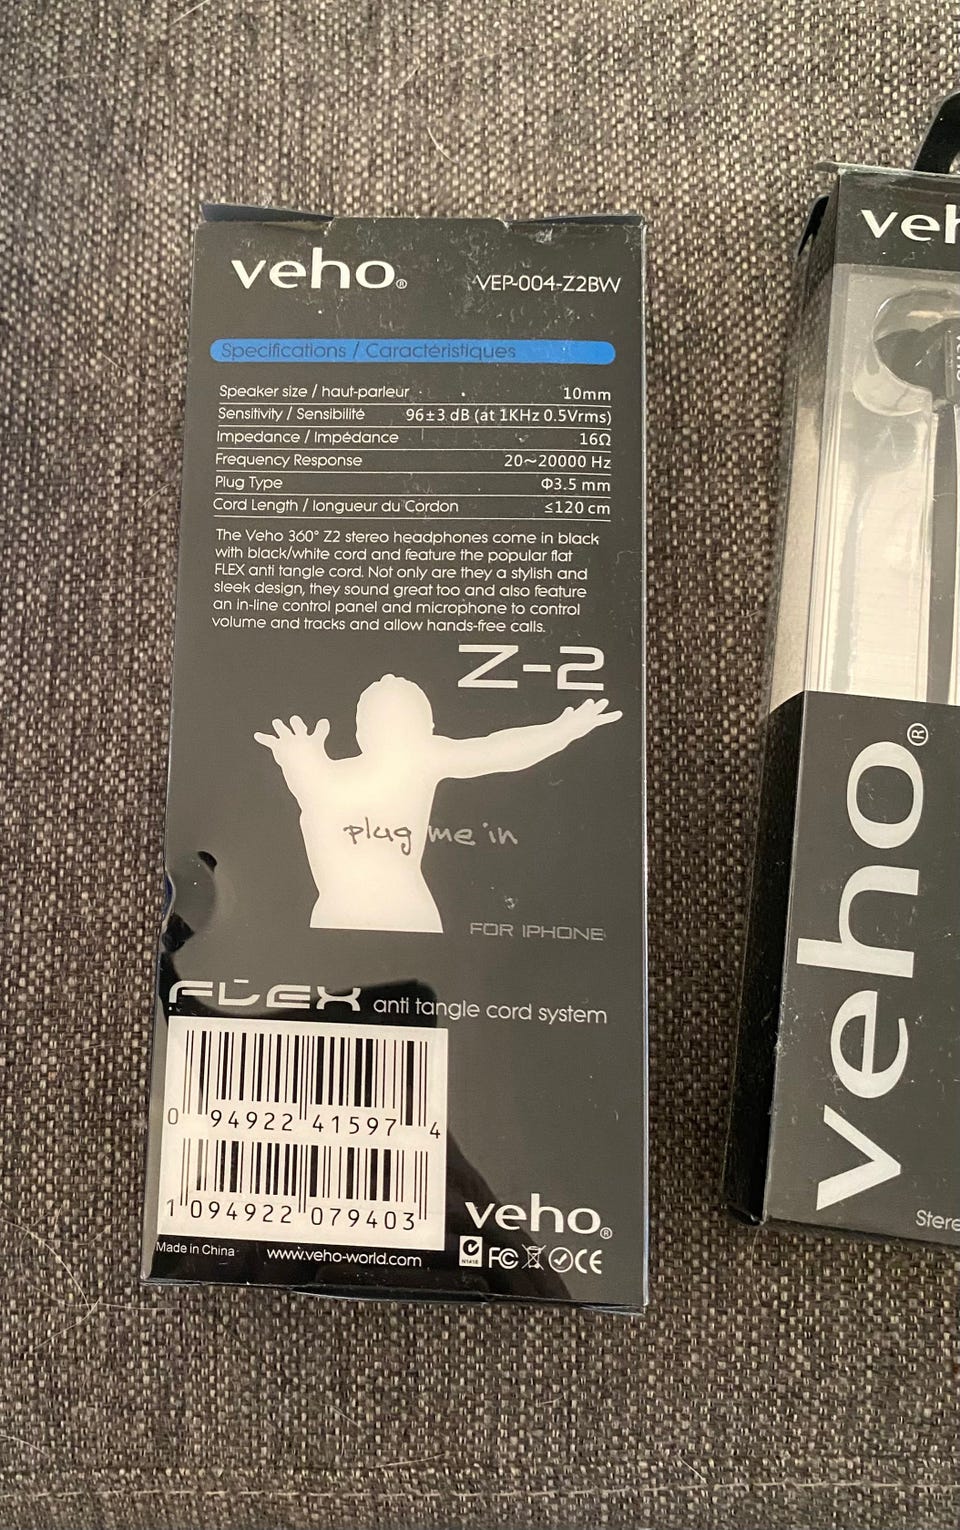 veho®
VEP-004-Z2BW
Specifications / Caractéristiques
Speaker size / haut-parleur 10mm
Sensitivity / Sensibilité 96±3 dB (at 1KHz 0.5Vrms)
Impedance / Impédance 16Ω
Frequency Response 20~20000 Hz
Plug Type Φ3.5 mm
Cord Length / longueur du Cordon ≤120 cm
The Veho 360° Z2 stereo headphones come in black
with black/white cord and feature the popular flat
FLEX anti tangle cord. Not only are they a stylish and
sleek design, they sound great too and also feature
an in-line control panel and microphone to control
volume and tracks and allow hands-free calls.
Z-2
plug me in
FOR IPHONE
FLEX anti tangle cord system
0 94922 41597 4
1 094922 079403
veho®
Made in China
www.veho-world.com
N1416
FC CE
veh
veho®
Stere